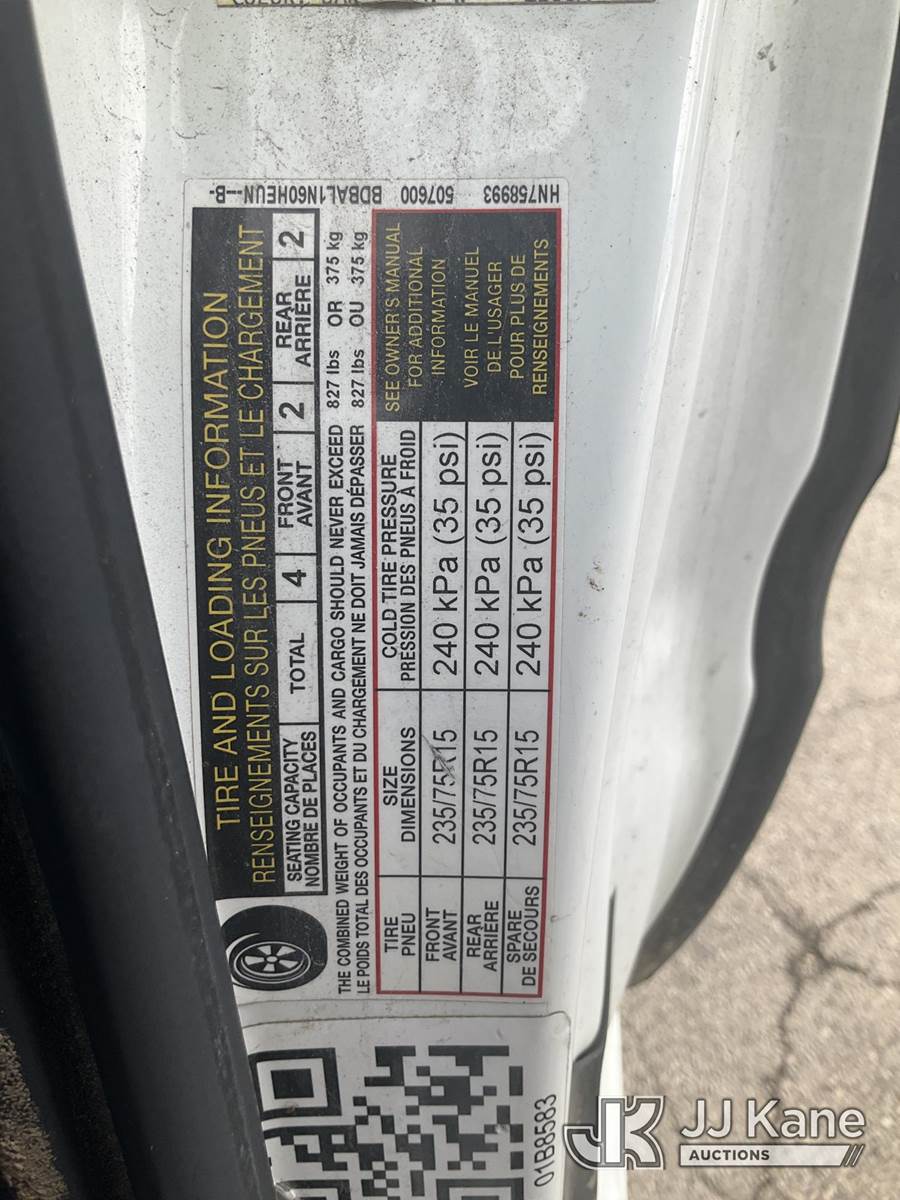 TIRE AND LOADING INFORMATION
RENSEIGNEMENTS SUR LES PNEUS ET LE CHARGEMENT
SEATING CAPACITY
NOMBRE DE PLACES
TOTAL 4
FRONT
AVANT
2
REAR
ARRIÈRE
2
THE COMBINED WEIGHT OF OCCUPANTS AND CARGO SHOULD NEVER EXCEED 827 lbs OR 375 kg
LE POIDS TOTAL DES OCCUPANTS ET DU CHARGEMENT NE DOIT JAMAIS DÉPASSER 827 lbs OU 375 kg
TIRE
PNEU
SIZE
DIMENSIONS
COLD TIRE PRESSURE
PRESSION DES PNEUS À FROID
FRONT
AVANT
235/75R15
240 kPa (35 psi)
REAR
ARRIÈRE
235/75R15
240 kPa (35 psi)
SPARE
DE SECOURS
235/75R15
240 kPa (35 psi)
SEE OWNER'S MANUAL
FOR ADDITIONAL
INFORMATION
VOIR LE MANUEL
DE L'USAGER
POUR PLUS DE
RENSEIGNEMENTS
HN758993 507600 BDBAL1N60HEUN---B-
01B8583
JK JJ Kane
AUCTIONS